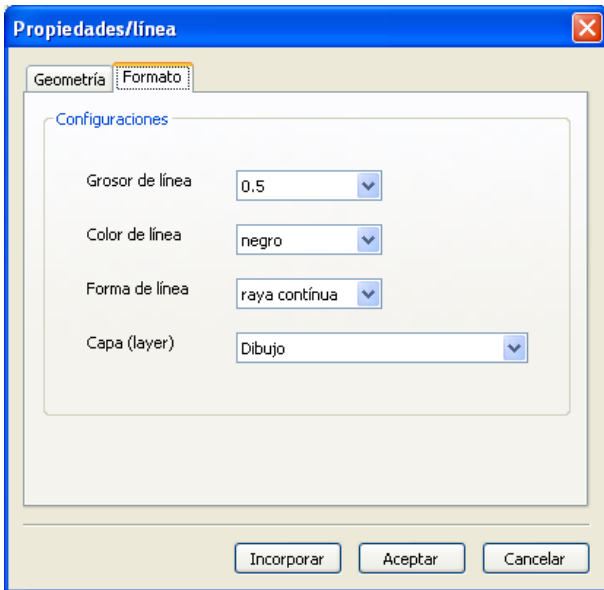 Propiedades/línea
Geometría Formato
Configuraciones
Grosor de línea 0.5
Color de línea negro
Forma de línea raya contínua
Capa (layer) Dibujo
Incorporar Aceptar Cancelar